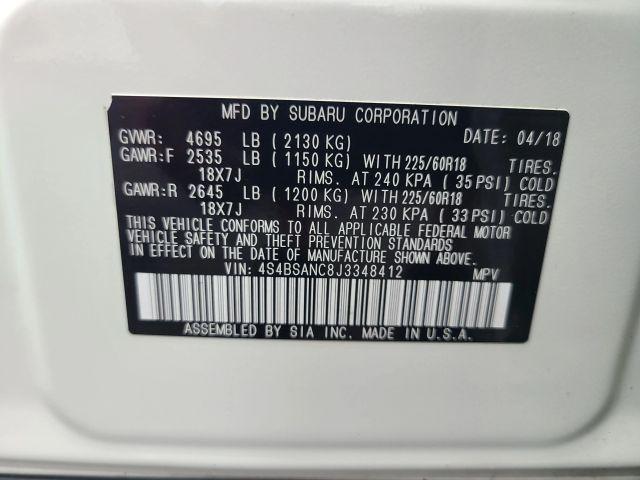 MFD BY SUBARU CORPORATION
GVWR: 4695 LB ( 2130 KG) DATE: 04/18
GAWR:F 2535 LB ( 1150 KG) WITH 225/60R18 TIRES.
18X7J RIMS. AT 240 KPA ( 35 PSI) COLD
GAWR:R 2645 LB ( 1200 KG) WITH 225/60R18 TIRES.
18X7J RIMS. AT 230 KPA ( 33 PSI) COLD
THIS VEHICLE CONFORMS TO ALL APPLICABLE FEDERAL MOTOR
VEHICLE SAFETY AND THEFT PREVENTION STANDARDS
IN EFFECT ON THE DATE OF MANUFACTURE SHOWN ABOVE.
VIN: 4S4BSANC8J3348412 MPV
ASSEMBLED BY SIA INC. MADE IN U.S.A.